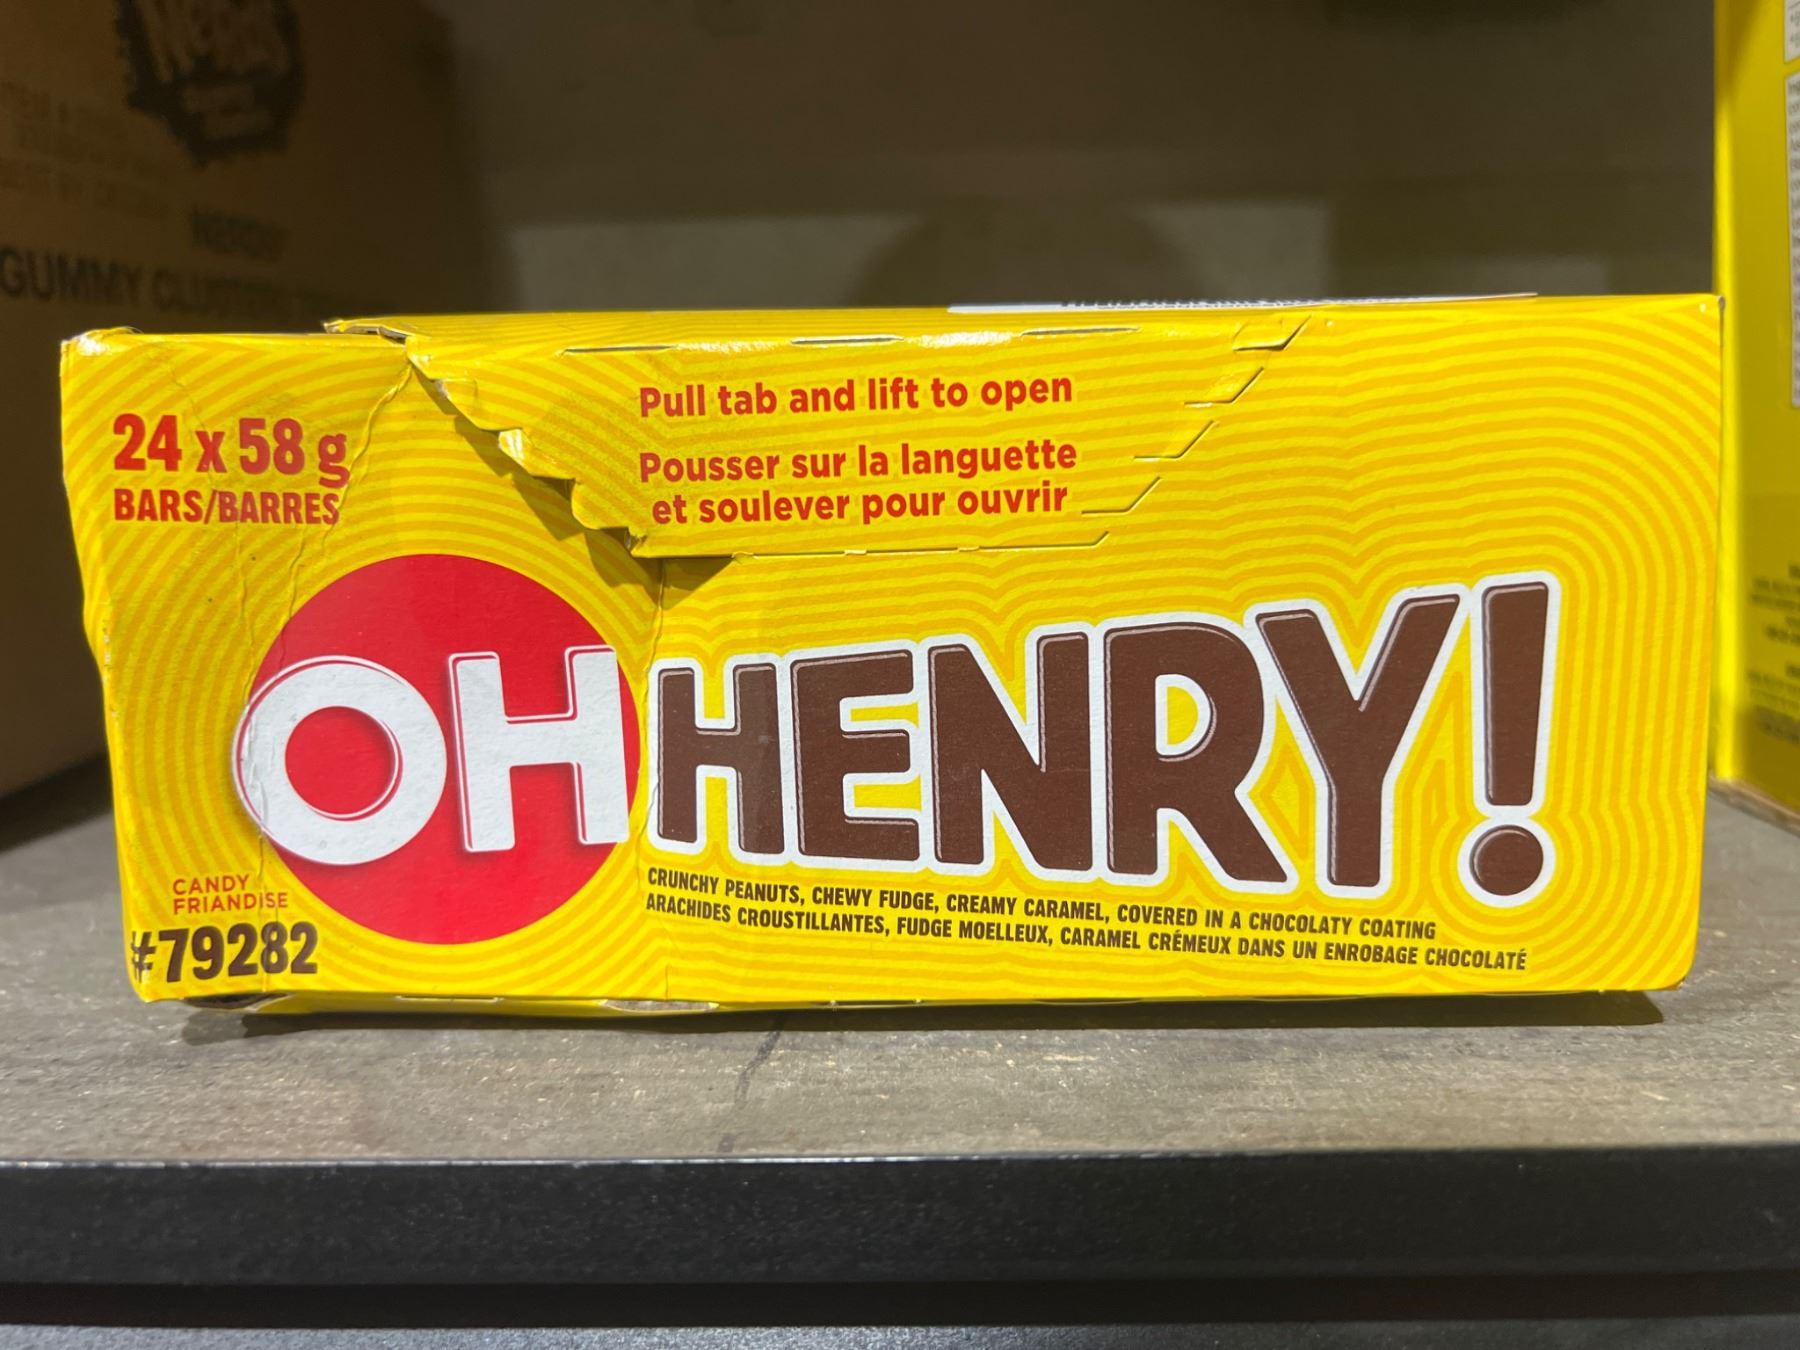 Nerds
NERDS
GUMMY
24 x 58 g
BARS/BARRES
Pull tab and lift to open
Pousser sur la languette
et soulever pour ouvrir
OH HENRY!
CANDY
FRIANDISE
#79282
CRUNCHY PEANUTS, CHEWY FUDGE, CREAMY CARAMEL, COVERED IN A CHOCOLATY COATING
ARACHIDES CROUSTILLANTES, FUDGE MOELLEUX, CARAMEL CRÉMEUX DANS UN ENROBAGE CHOCOLATÉ